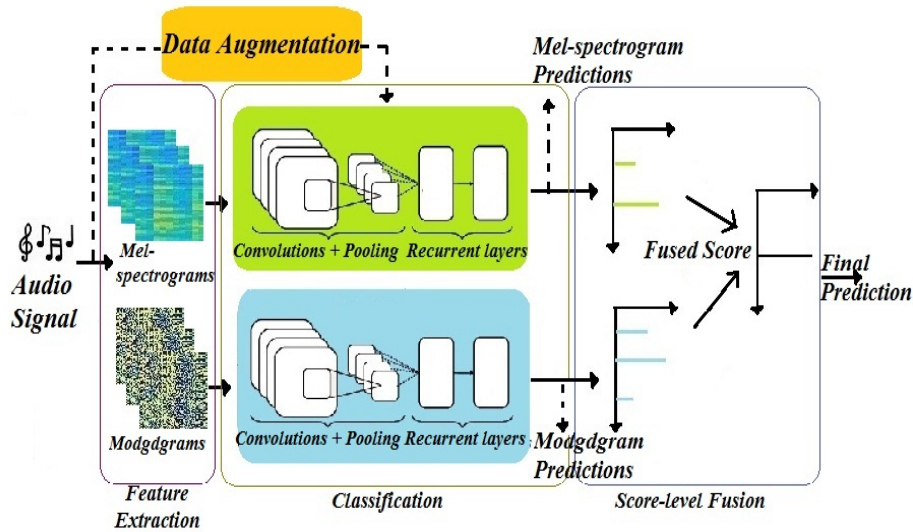 Data Augmentation
Mel-spectrogram
Predictions
Audio
Signal
Mel-
spectrograms
Convolutions + Pooling
Recurrent layers
Fused Score
Final
Prediction
Modgdgrams
Convolutions + Pooling
Recurrent layers
Modgdgram
Predictions
Feature
Extraction
Classification
Score-level Fusion